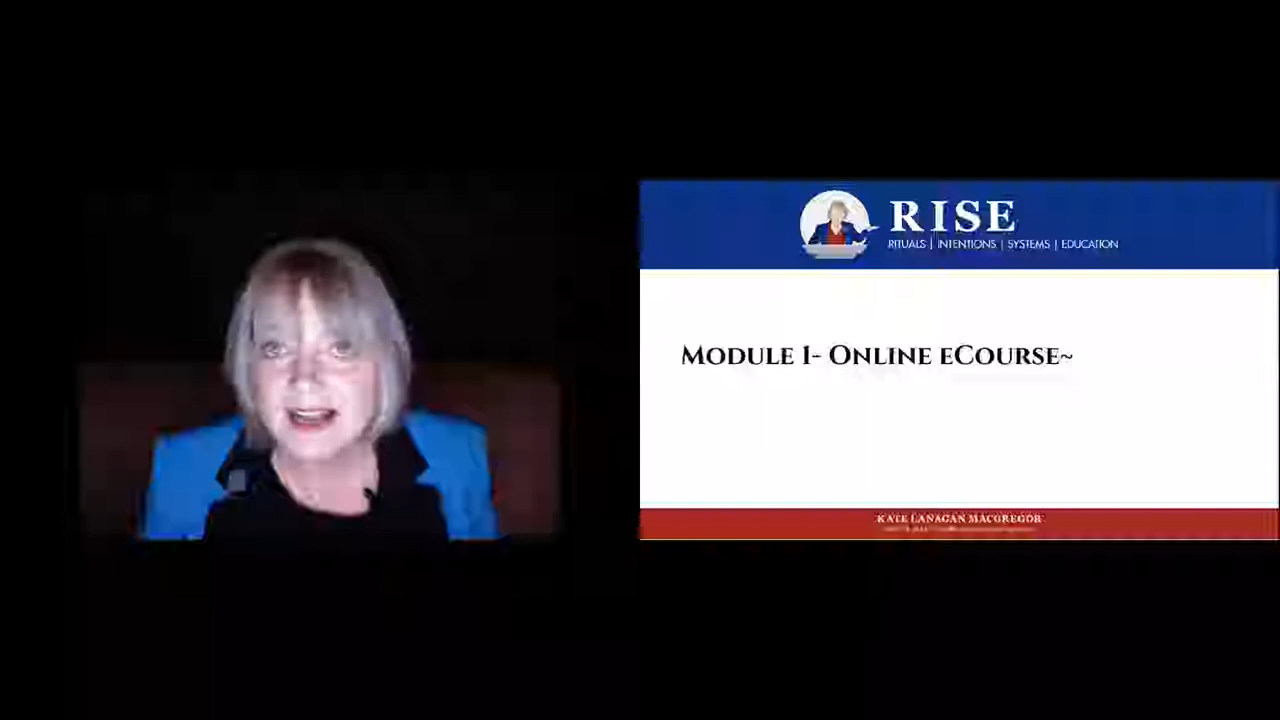 RISE
RITUALS | INTENTIONS | SYSTEMS | EDUCATION
MODULE 1- ONLINE ECOURSE~
KATE LANAGAN MACGREGOR